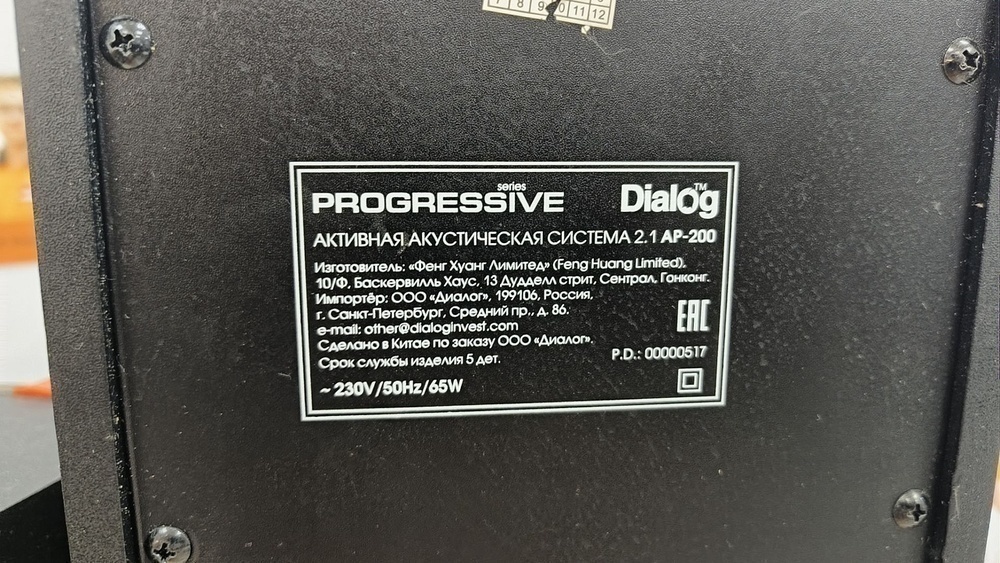 7 8 9 10 11 12
series
PROGRESSIVE
Dialog™
АКТИВНАЯ АКУСТИЧЕСКАЯ СИСТЕМА 2.1 AP-200
Изготовитель: «Фенг Хуанг Лимитед» (Feng Huang Limited),
10/Ф, Баскервилль Хаус, 13 Дудделл стрит, Сентрал, Гонконг.
Импортёр: ООО «Диалог», 199106, Россия,
г. Санкт-Петербург, Средний пр., д. 86.
e-mail: other@dialoginvest.com
Сделано в Китае по заказу ООО «Диалог».
Срок службы изделия 5 лет.
EAC
P.D.: 00000517
~ 230V/50Hz/65W